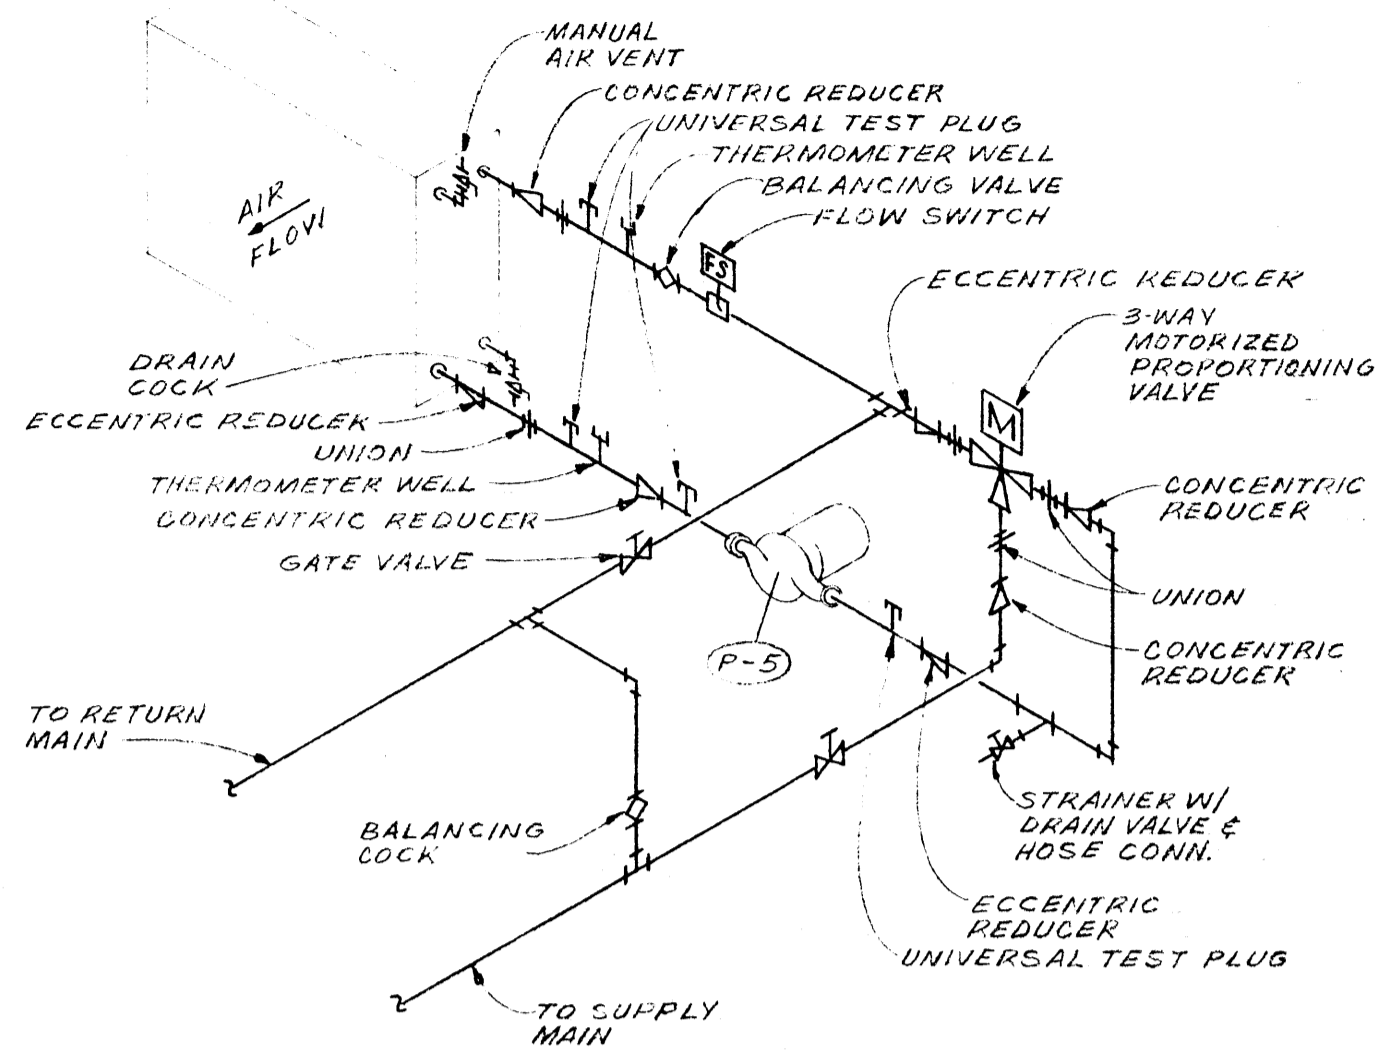 MANUAL
AIR VENT
CONCENTRIC REDUCER
UNIVERSAL TEST PLUG
THERMOMETER WELL
BALANCING VALVE
FLOW SWITCH
AIR
FLOW
FS
ECCENTRIC REDUCER
3-WAY
MOTORIZED
PROPORTIONING
VALVE
M
DRAIN
COCK
ECCENTRIC REDUCER
UNION
THERMOMETER WELL
CONCENTRIC REDUCER
GATE VALVE
CONCENTRIC
REDUCER
UNION
CONCENTRIC
REDUCER
P-5
TO RETURN
MAIN
BALANCING
COCK
STRAINER W/
DRAIN VALVE &
HOSE CONN.
ECCENTRIC
REDUCER
UNIVERSAL TEST PLUG
TO SUPPLY
MAIN